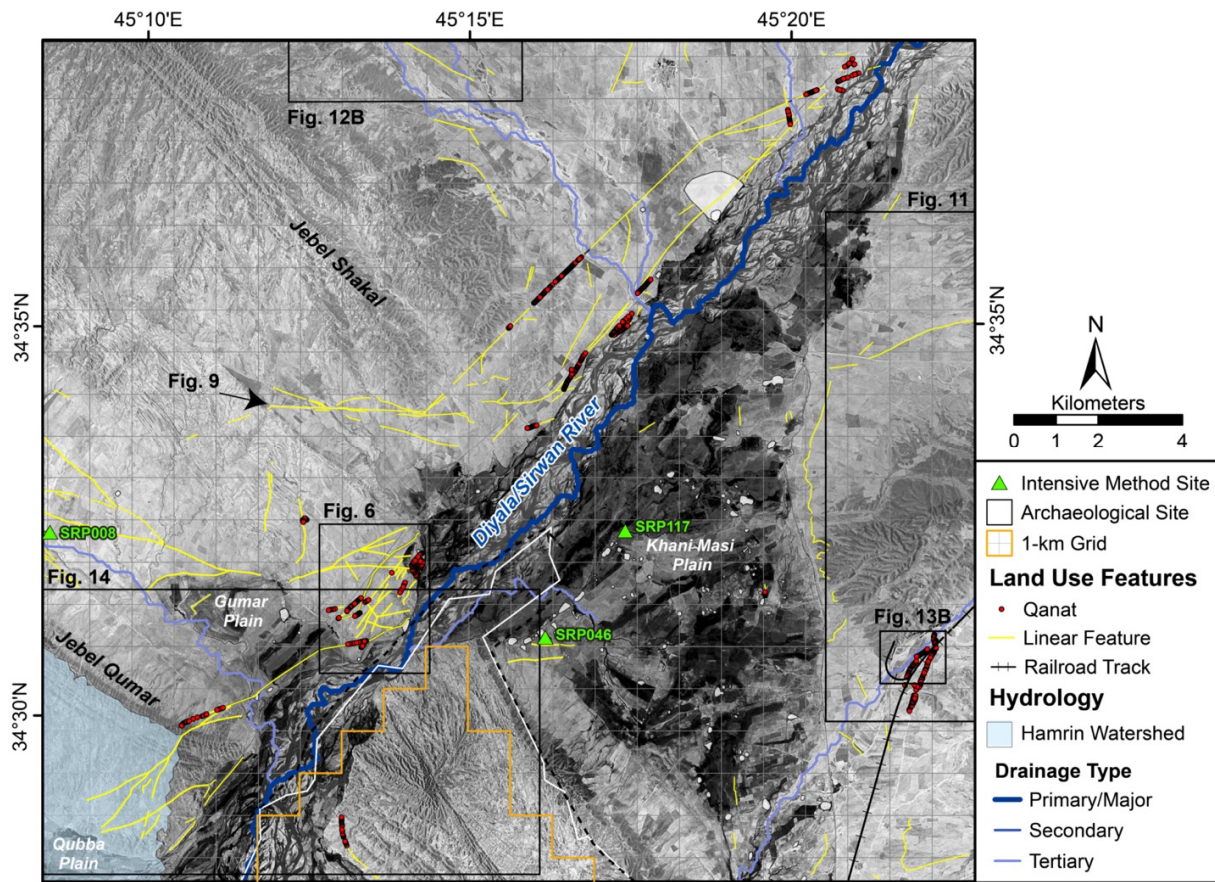 45°10'E
45°15'E
45°20'E
Fig. 12B
Fig. 11
Jebel Shakal
34°35'N
34°35'N
Fig. 9
N
Kilometers
0 1 2 4
Diyala/Sirwan River
Fig. 6
SRP008
SRP117
Khani-Masi
Plain
Fig. 14
Gumar
Plain
SRP046
Fig. 13B
Jebel Qumar
34°30'N
34°30'N
Qubba
Plain
Intensive Method Site
Archaeological Site
1-km Grid
Land Use Features
Qanat
Linear Feature
Railroad Track
Hydrology
Hamrin Watershed
Drainage Type
Primary/Major
Secondary
Tertiary